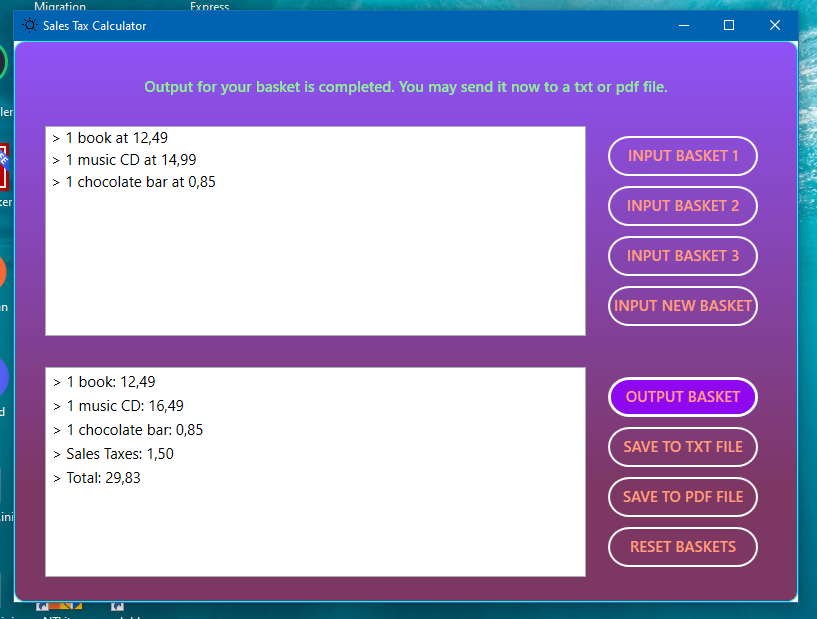 Migration
Express
Sales Tax Calculator
Output for your basket is completed. You may send it now to a txt or pdf file.
> 1 book at 12,49
> 1 music CD at 14,99
> 1 chocolate bar at 0,85
INPUT BASKET 1
INPUT BASKET 2
INPUT BASKET 3
INPUT NEW BASKET
> 1 book: 12,49
> 1 music CD: 16,49
> 1 chocolate bar: 0,85
> Sales Taxes: 1,50
> Total: 29,83
OUTPUT BASKET
SAVE TO TXT FILE
SAVE TO PDF FILE
RESET BASKETS